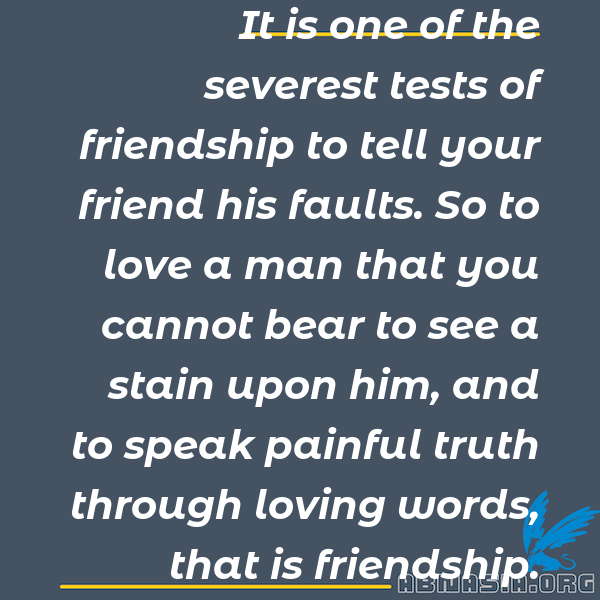 It is one of the
severest tests of
friendship to tell your
friend his faults. So to
love a man that you
cannot bear to see a
stain upon him, and
to speak painful truth
through loving words,
that is friendship.
ABMAS.IA.ORG